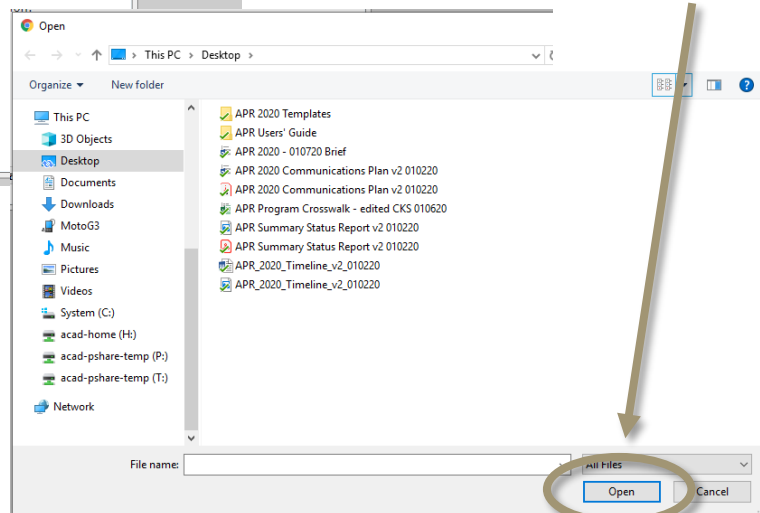 Open
This PC > Desktop >
Organize New folder
?
This PC
3D Objects
Desktop
Documents
Downloads
MotoG3
Music
Pictures
Videos
System (C:)
acad-home (H:)
acad-pshare-temp (P:)
acad-pshare-temp (T:)
Network
APR 2020 Templates
APR Users' Guide
APR 2020 - 010720 Brief
APR 2020 Communications Plan v2 010220
APR 2020 Communications Plan v2 010220
APR Program Crosswalk - edited CKS 010620
APR Summary Status Report v2 010220
APR Summary Status Report v2 010220
APR_2020_Timeline_v2_010220
APR_2020_Timeline_v2_010220
File name:
All Files
Open Cancel